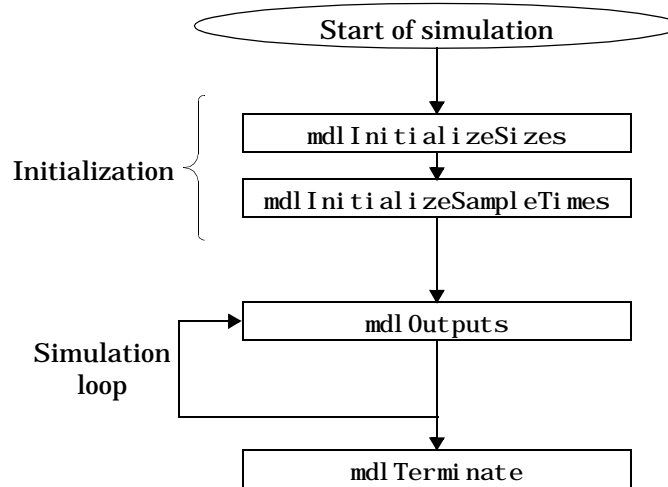 Start of simulation
mdlInitializeSizes
Initialization
mdlInitializeSampleTimes
mdlOutputs
Simulation
loop
mdlTerminate